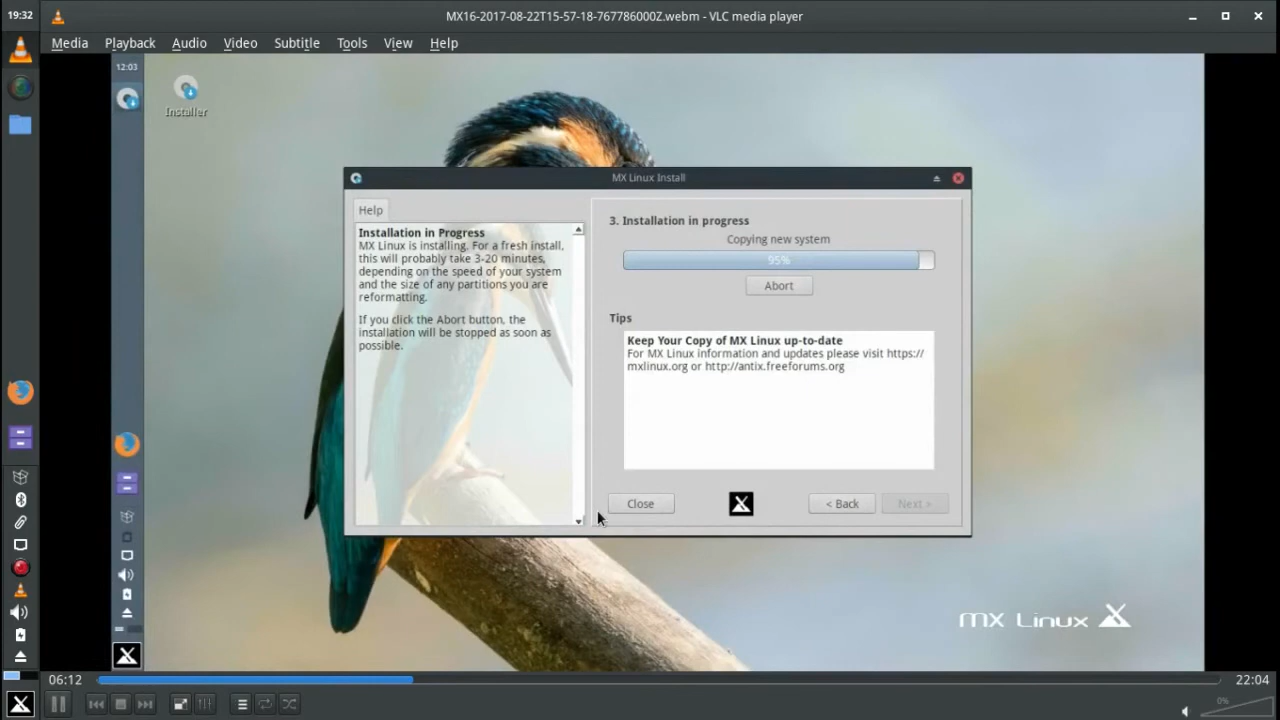 19:32
MX16-2017-08-22T15-57-18-767786000Z.webm - VLC media player
Media Playback Audio Video Subtitle Tools View Help
12:03
Installer
MX Linux Install
Help
Installation in Progress
MX Linux is installing. For a fresh install,
this will probably take 3-20 minutes,
depending on the speed of your system
and the size of any partitions you are
reformatting.
If you click the Abort button, the
installation will be stopped as soon as
possible.
3. Installation in progress
Copying new system
95%
Abort
Tips
Keep Your Copy of MX Linux up-to-date
For MX Linux information and updates please visit https://
mxlinux.org or http://antix.freeforums.org
Close
< Back
Next >
MX Linux
06:12
22:04
0%